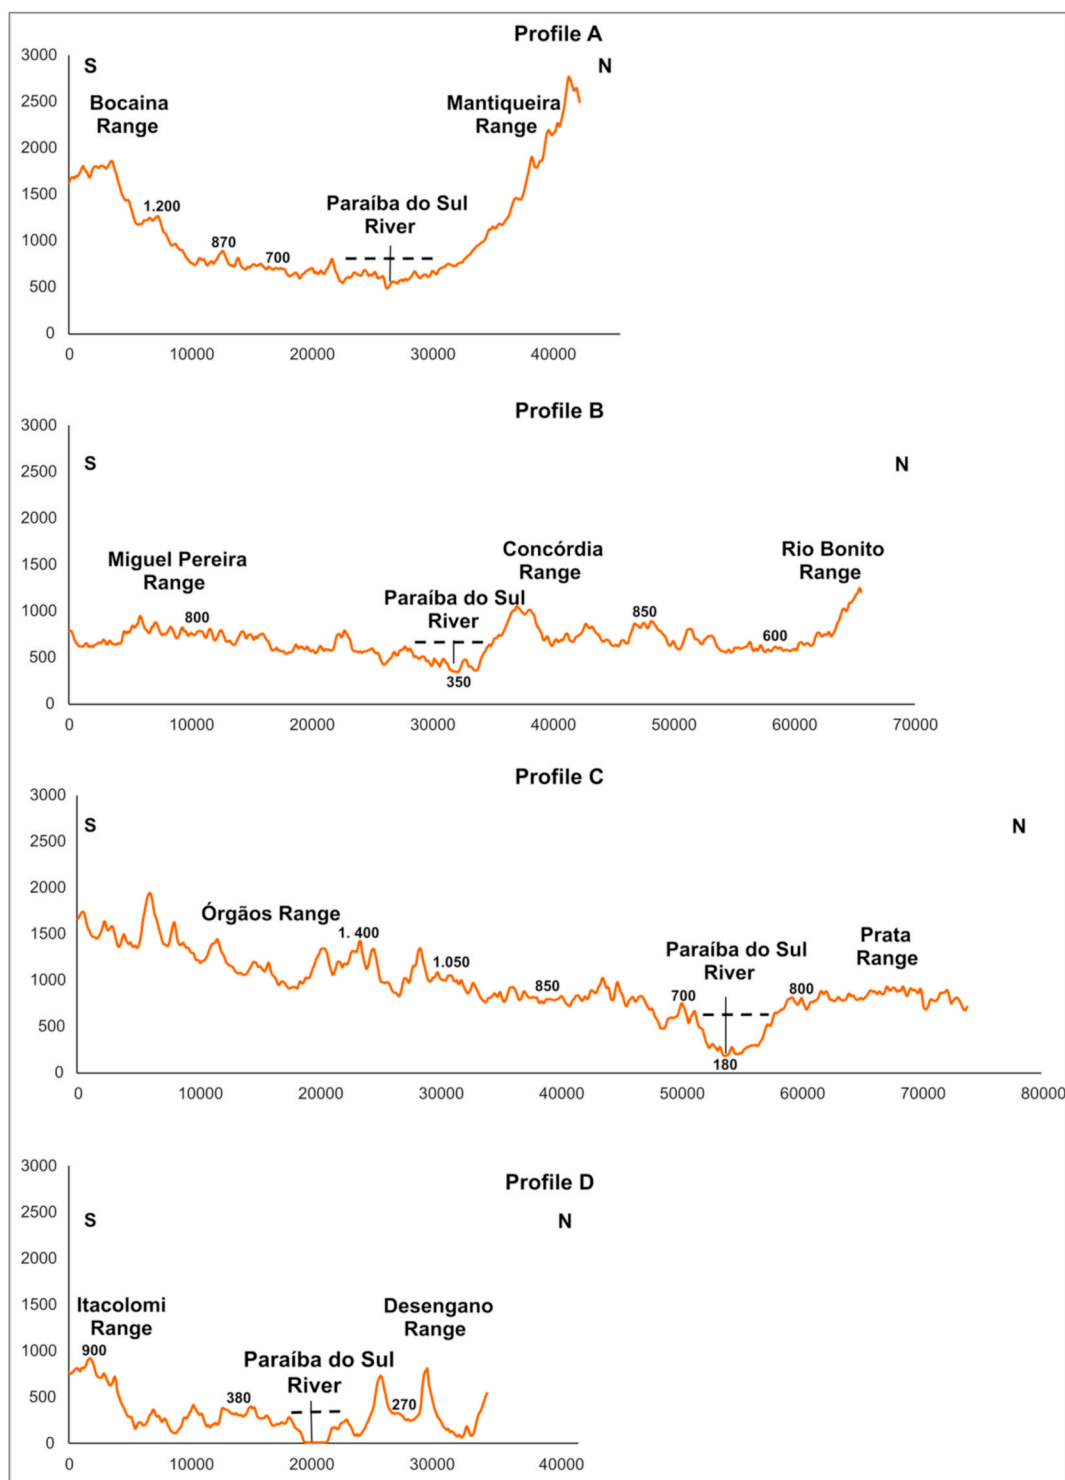 Profile A
3000
S
N
2500
Bocaina
Range
Mantiqueira
Range
2000
1500
1.200
Paraíba do Sul
River
1000
870
700
500
0
0 10000 20000 30000 40000
Profile B
3000
S
N
2500
2000
1500
Miguel Pereira
Range
Concórdia
Range
Rio Bonito
Range
Paraíba do Sul
River
1000
800
850
600
500
350
0
0 10000 20000 30000 40000 50000 60000 70000
Profile C
3000
S
N
2500
2000
Órgãos Range
1500
1. 400
Paraíba do Sul
River
Prata
Range
1.050
1000
850
700
800
500
180
0
0 10000 20000 30000 40000 50000 60000 70000 80000
Profile D
3000
S
N
2500
2000
1500
Itacolomi
Range
Desengano
Range
1000
900
Paraíba do Sul
River
500
380
270
0
0 10000 20000 30000 40000